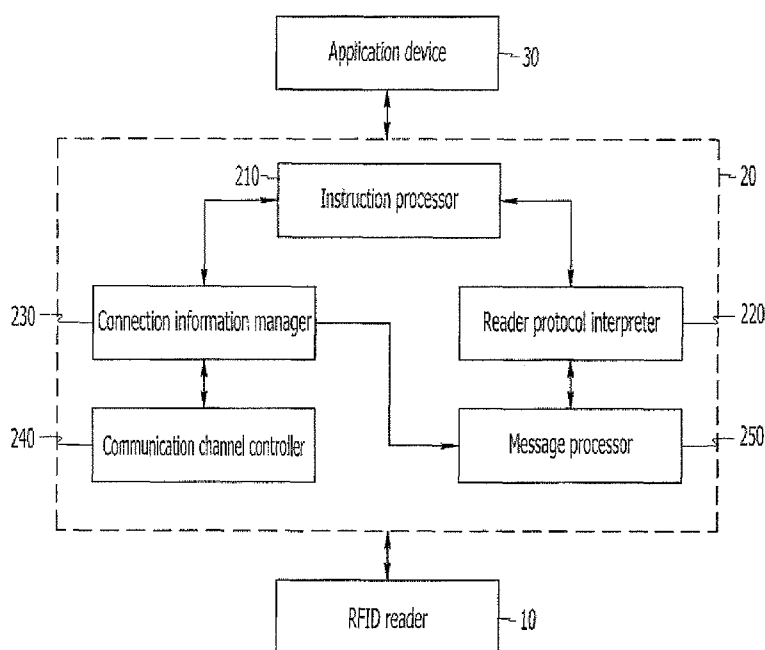 Application device
30
210
Instruction processor
20
230
Connection information manager
Reader protocol interpreter
220
240
Communication channel controller
Message processor
250
RFID reader
10